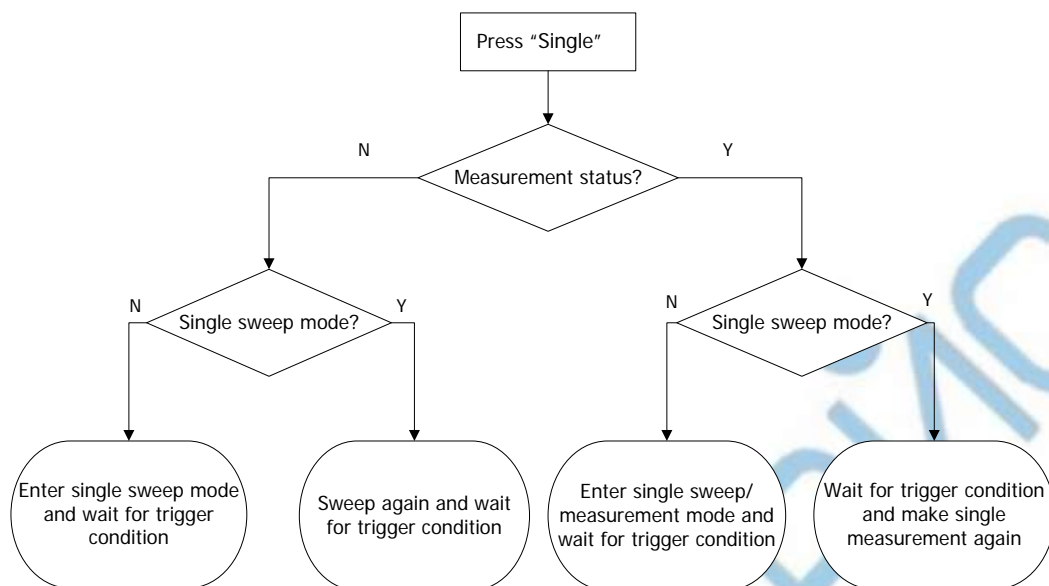 Press “Single”
N
Y
Measurement status?
N
Y
N
Y
Single sweep mode?
Single sweep mode?
Enter single sweep mode
and wait for trigger
condition
Sweep again and wait
for trigger condition
Enter single sweep/
measurement mode and
wait for trigger condition
Wait for trigger condition
and make single
measurement again